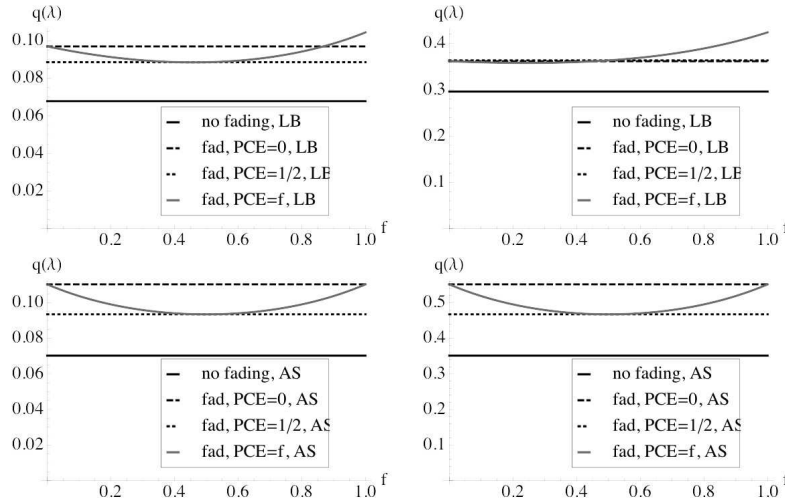 q(λ)
0.10
0.08
0.06
0.04
0.02
no fading, LB
fad, PCE=0, LB
fad, PCE=1/2, LB
fad, PCE=f, LB
0.2 0.4 0.6 0.8 1.0 f
q(λ)
0.4
0.3
0.2
0.1
no fading, LB
fad, PCE=0, LB
fad, PCE=1/2, LB
fad, PCE=f, LB
0.2 0.4 0.6 0.8 1.0 f
q(λ)
0.10
0.08
0.06
0.04
0.02
no fading, AS
fad, PCE=0, AS
fad, PCE=1/2, AS
fad, PCE=f, AS
0.2 0.4 0.6 0.8 1.0 f
q(λ)
0.5
0.4
0.3
0.2
0.1
no fading, AS
fad, PCE=0, AS
fad, PCE=1/2, AS
fad, PCE=f, AS
0.2 0.4 0.6 0.8 1.0 f